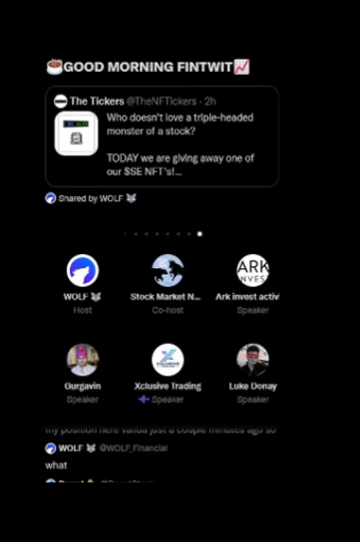 ☕GOOD MORNING FINTWIT📈
The Tickers @TheNFTickers · 2h
Who doesn't love a triple-headed
monster of a stock?
TODAY we are giving away one of
our $SE NFT's!...
Shared by WOLF 🐺
WOLF 🐺
Host
Stock Market N...
Co-host
Ark invest activ
Speaker
ARK
INVES
Gurgavin
Speaker
Xclusive Trading
Speaker
Luke Donay
Speaker
my position here valida just a couple minutes ago so
WOLF 🐺 @WOLF_Financial
what